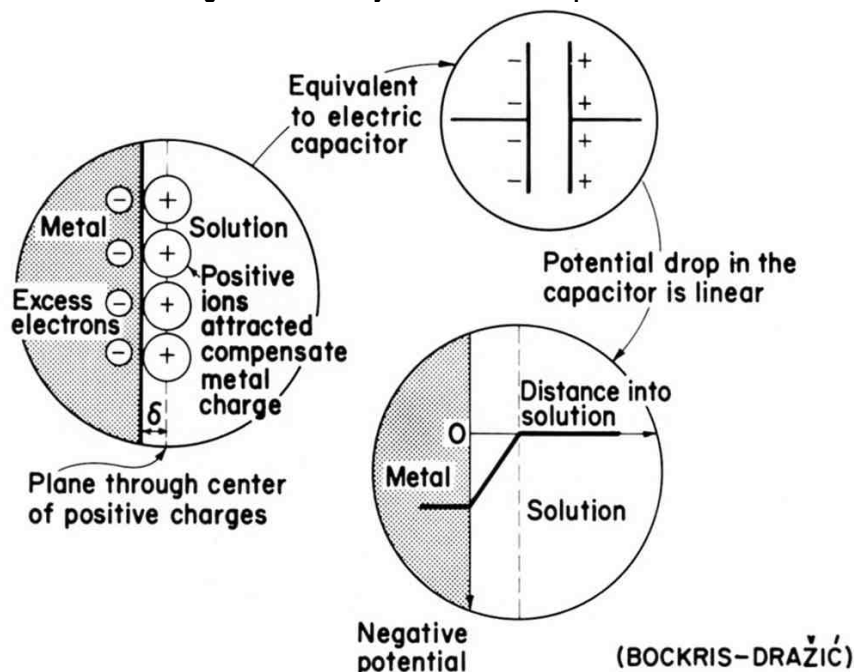 Equivalent
to electric
capacitor
− +
− +
− +
− +
Metal
Solution
− +
− +
− +
− +
Excess
electrons
Positive
ions
attracted
compensate
metal
charge
δ
Plane through center
of positive charges
Potential drop in the
capacitor is linear
Distance into
solution
O
Metal
Solution
Negative
potential
(BOCKRIS-DRAŽIĆ)